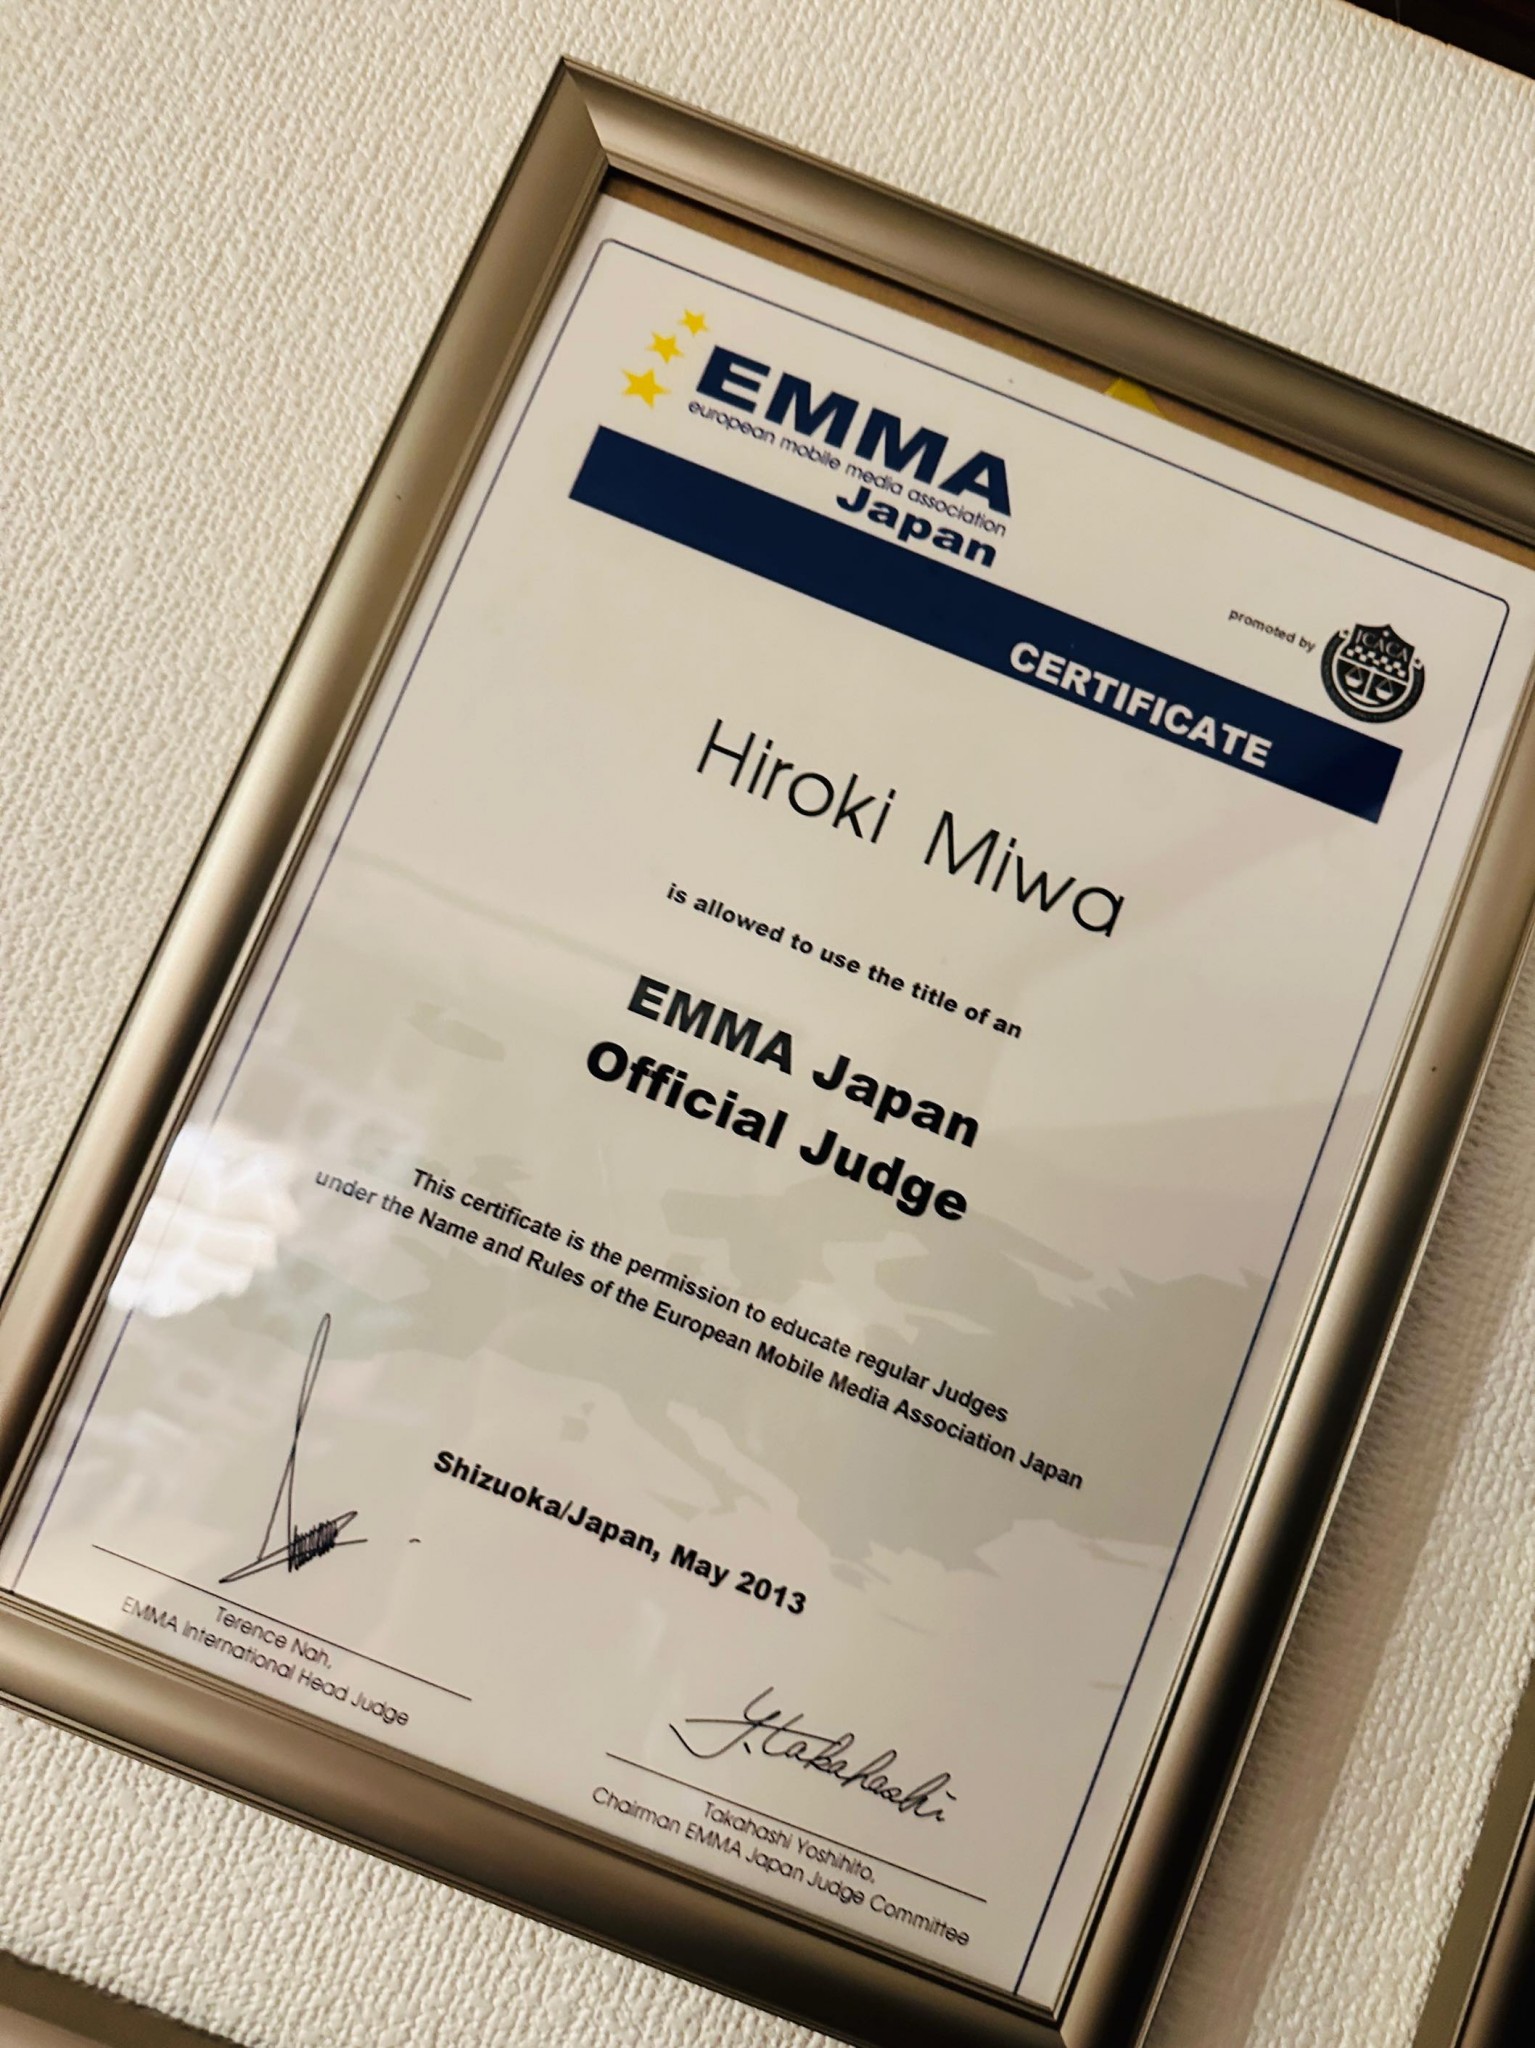 EMMA
european mobile media association
Japan
promoted by
CERTIFICATE
Hiroki Miwa
is allowed to use the title of an
EMMA Japan
Official Judge
This certificate is the permission to educate regular Judges
under the Name and Rules of the European Mobile Media Association Japan
Shizuoka/Japan, May 2013
Terence Nah,
EMMA International Head Judge
Y.Takahashi
Takahashi Yoshihito,
Chairman EMMA Japan Judge Committee